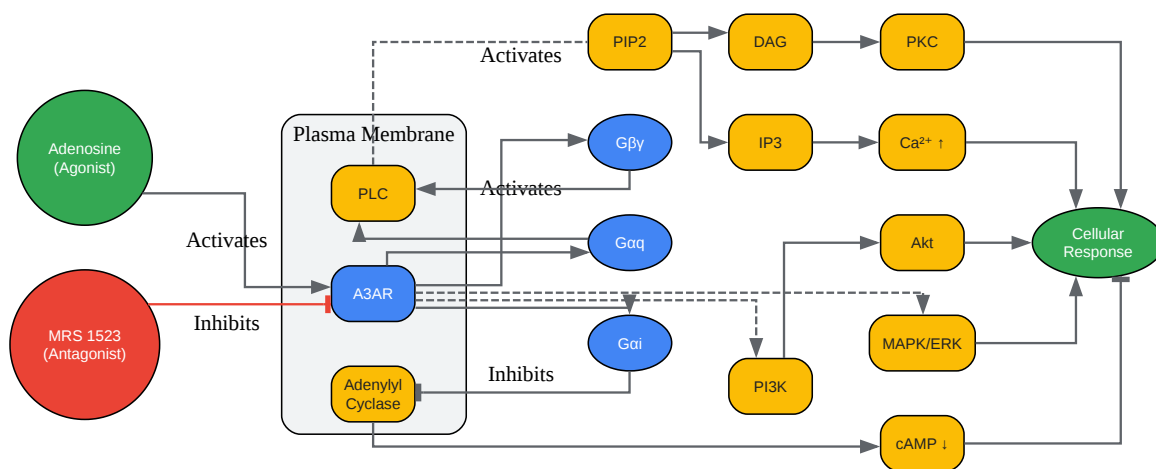 PIP2
DAG
PKC
Activates
Plasma Membrane
Adenosine
(Agonist)
Gβγ
IP3
Ca²⁺ ↑
PLC
Activates
Activates
Gαq
Akt
Cellular
Response
A3AR
MRS 1523
(Antagonist)
Inhibits
Gαi
MAPK/ERK
Adenylyl
Cyclase
Inhibits
PI3K
cAMP ↓